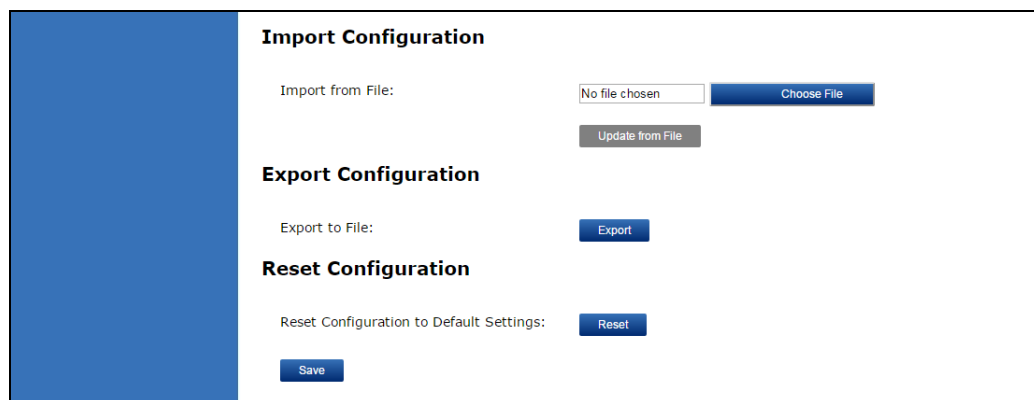 Import Configuration
Import from File: No file chosen Choose File
Update from File
Export Configuration
Export to File: Export
Reset Configuration
Reset Configuration to Default Settings: Reset
Save